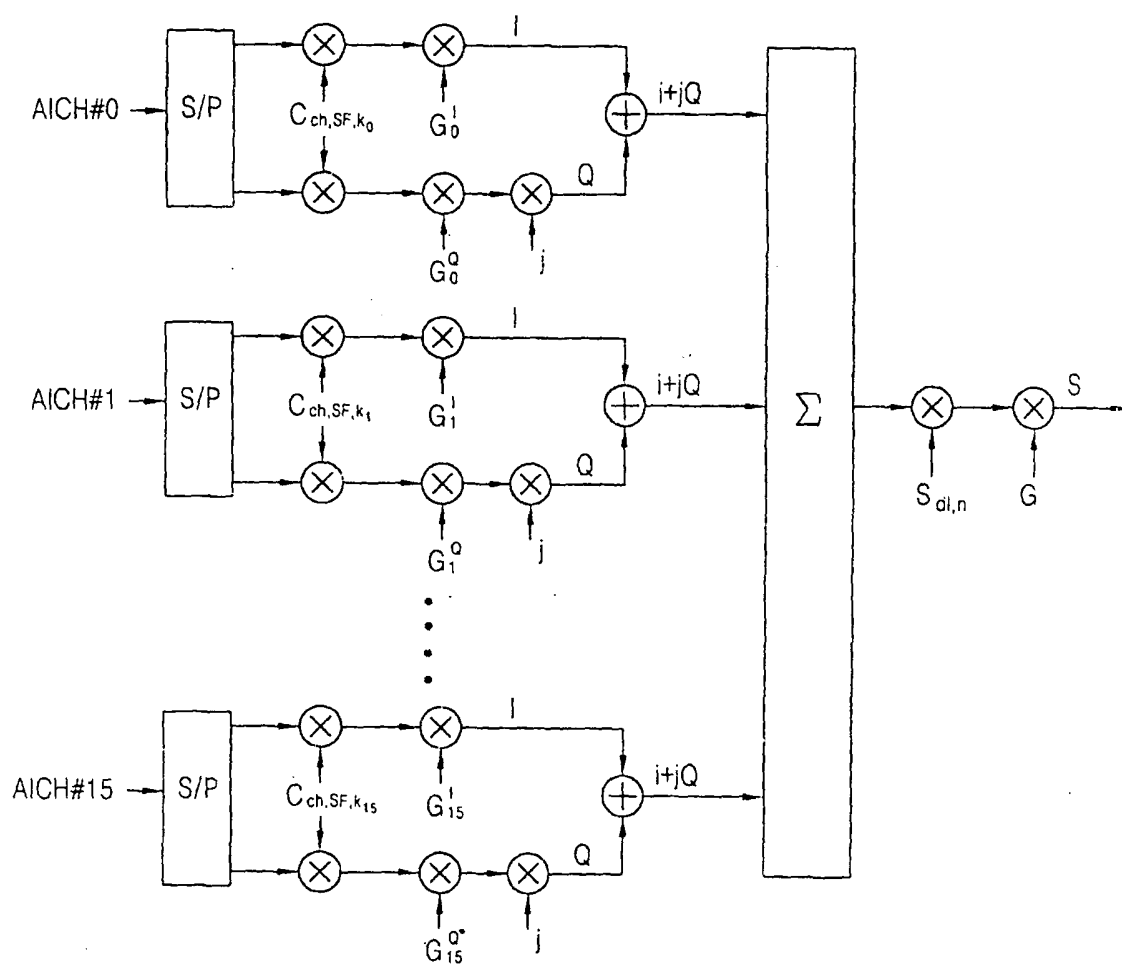 I
i+jQ
AICH#0
S/P
C ch,SF,k0
G0I
Q
G0Q
j
I
i+jQ
AICH#1
S/P
C ch,SF,k1
G1I
Q
G1Q
j
Σ
S
S dl,n
G
I
i+jQ
AICH#15
S/P
C ch,SF,k15
G15I
Q
G15Q
j